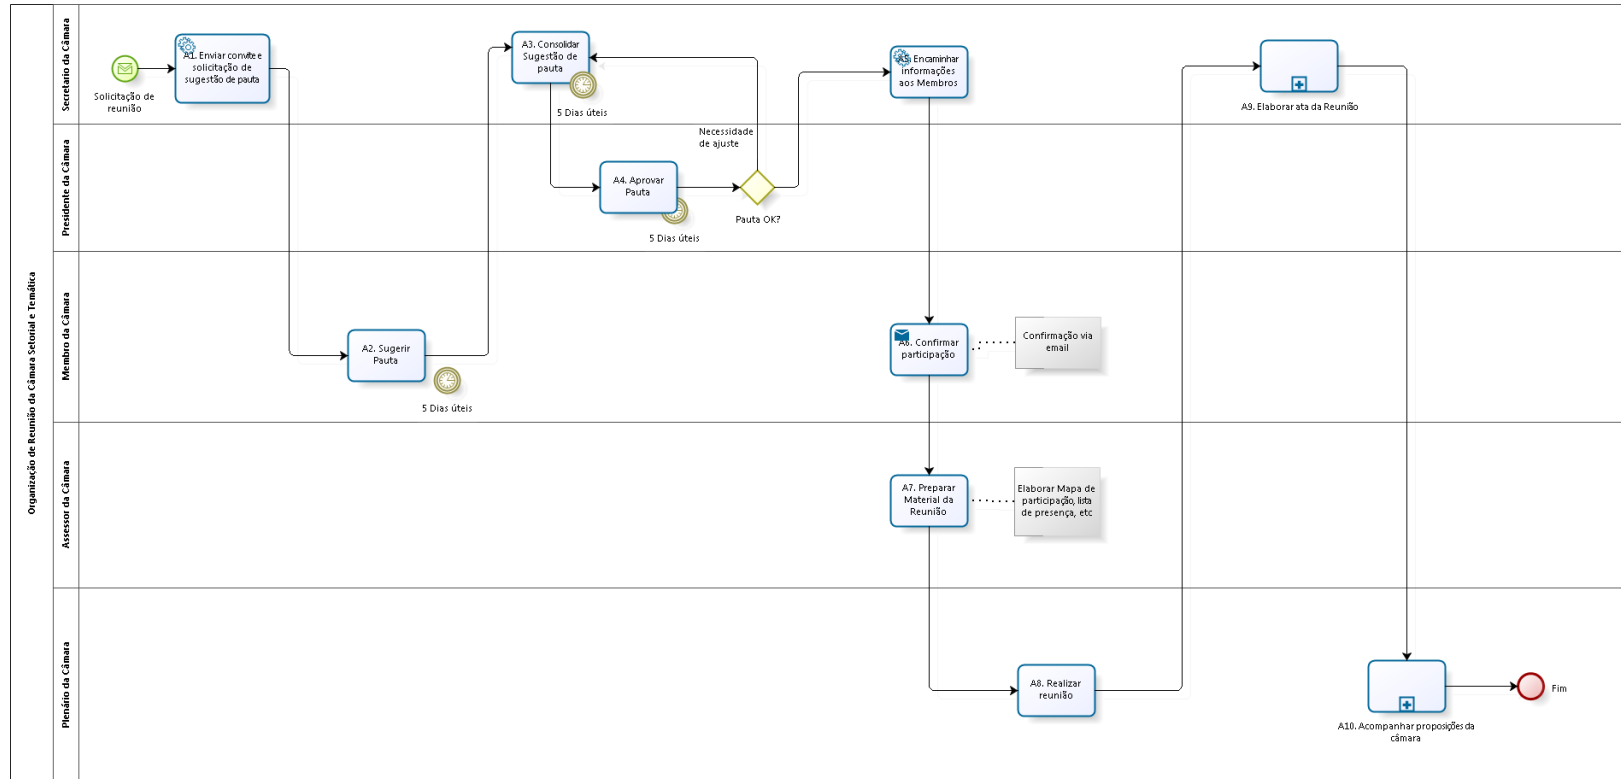 Organização de Reunião da Câmara Setorial e Temática
Secretario da Câmara
Solicitação de
reunião
A1. Enviar convite e
solicitação de
sugestão de pauta
A3. Consolidar
Sugestão de
pauta
5 Dias úteis
A5. Encaminhar
informações
aos Membros
A9. Elaborar ata da Reunião
Presidente da Câmara
Necessidade
de ajuste
A4. Aprovar
Pauta
5 Dias úteis
Pauta OK?
Membro da Câmara
A2. Sugerir
Pauta
5 Dias úteis
A6. Confirmar
participação
Confirmação via
email
Assessor da Câmara
A7. Preparar
Material da
Reunião
Elaborar Mapa de
participação, lista
de presença, etc
Plenário da Câmara
A8. Realizar
reunião
A10. Acompanhar proposições da
câmara
Fim